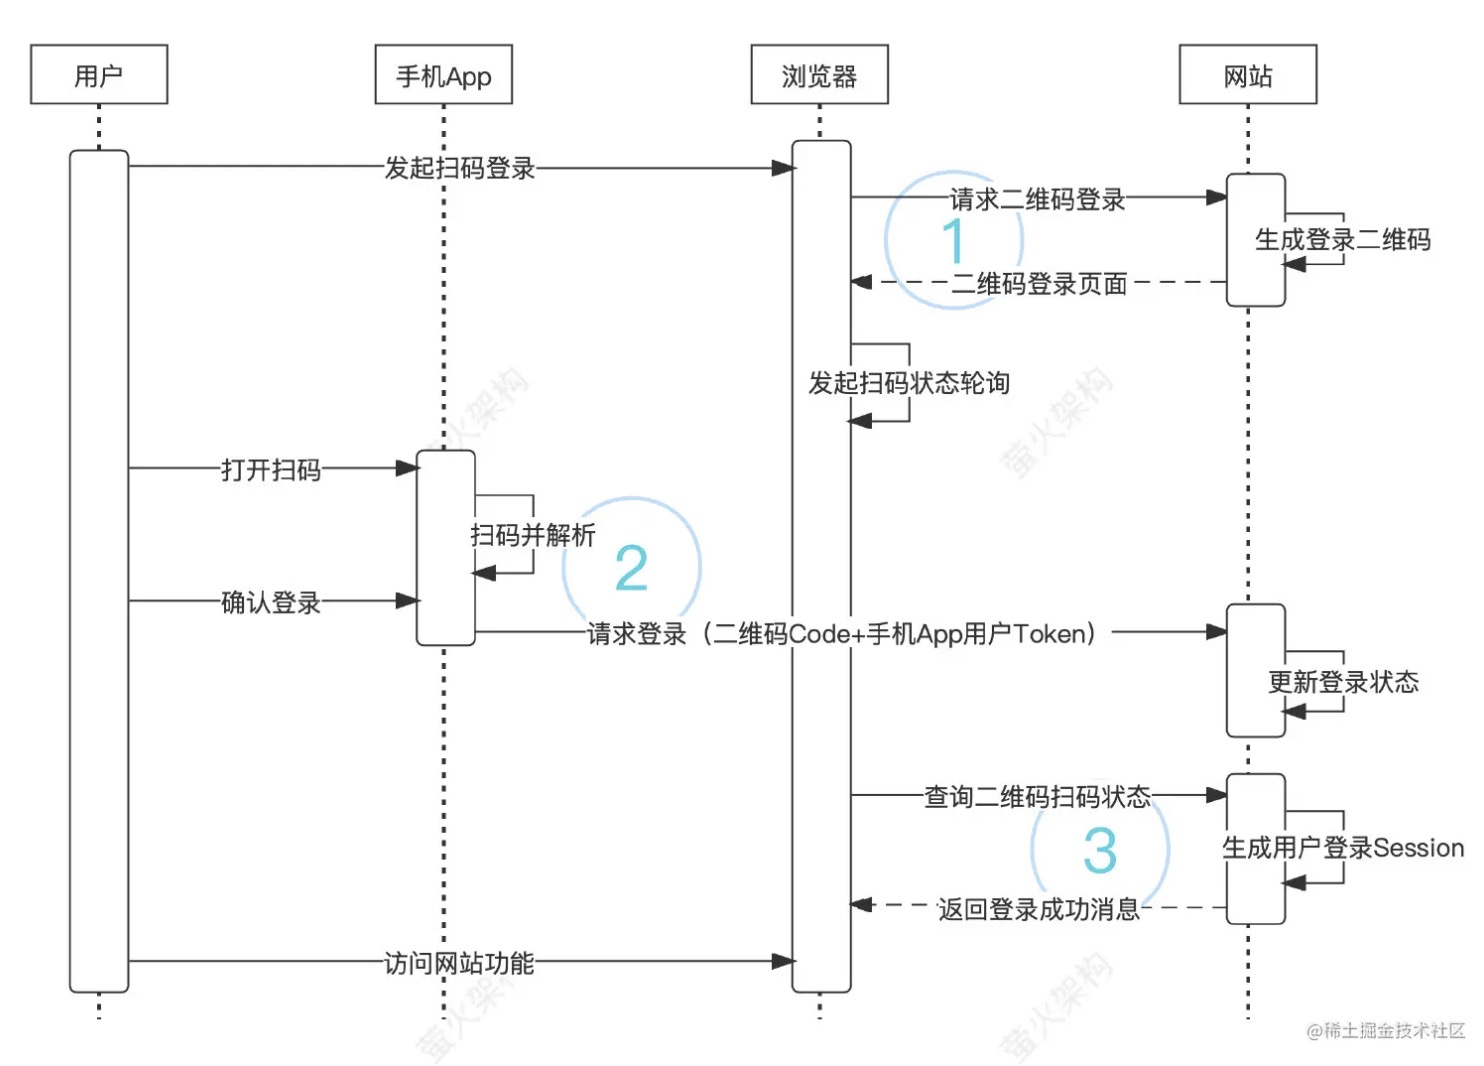 用户
手机App
浏览器
网站
发起扫码登录
请求二维码登录
1
生成登录二维码
二维码登录页面
发起扫码状态轮询
萤火架构
萤火架构
打开扫码
扫码并解析
2
确认登录
请求登录（二维码Code+手机App用户Token）
更新登录状态
查询二维码扫码状态
3
生成用户登录Session
返回登录成功消息
访问网站功能
萤火架构
萤火架构
@稀土掘金技术社区